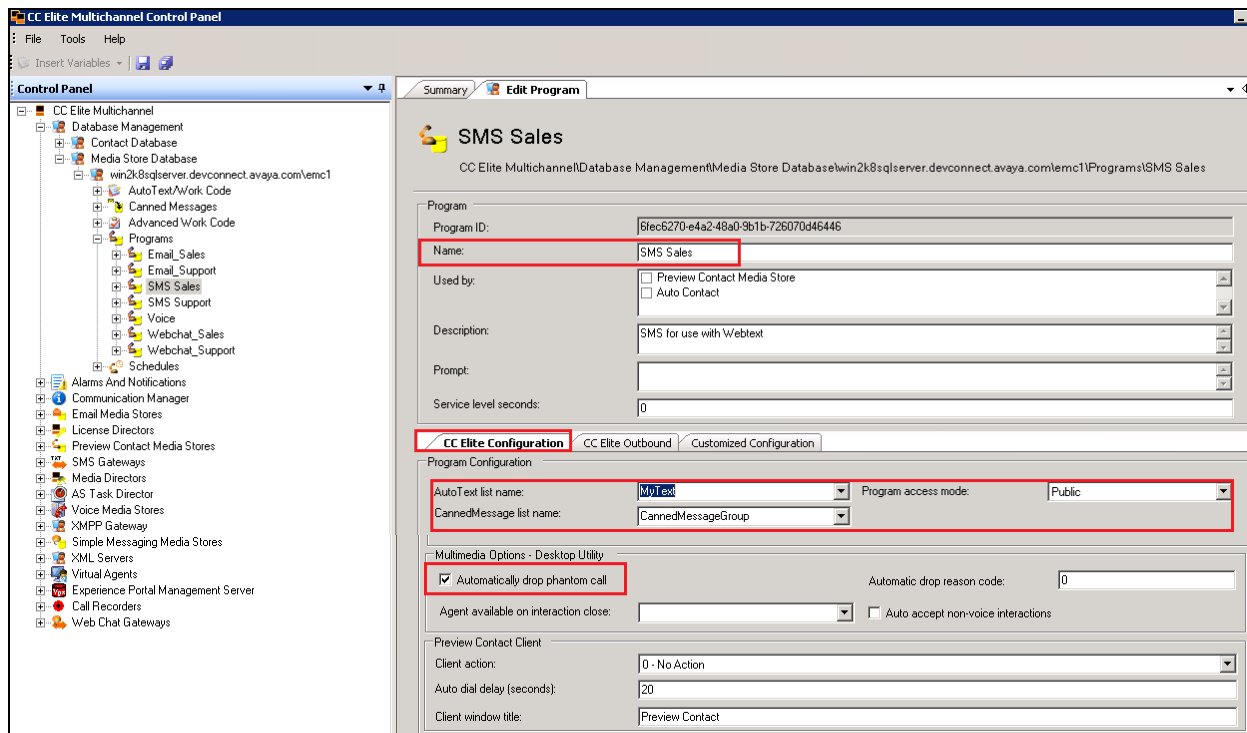 CC Elite Multichannel Control Panel
File Tools Help
Insert Variables
Control Panel
CC Elite Multichannel
Database Management
Contact Database
Media Store Database
win2k8sqlserver.devconnect.avaya.com\emc1
AutoText/Work Code
Canned Messages
Advanced Work Code
Programs
Email_Sales
Email_Support
SMS Sales
SMS Support
Voice
Webchat_Sales
Webchat_Support
Schedules
Alarms And Notifications
Communication Manager
Email Media Stores
License Directors
Preview Contact Media Stores
TXT SMS Gateways
Media Directors
AS Task Director
Voice Media Stores
XMPP Gateway
Simple Messaging Media Stores
XML Servers
Virtual Agents
Experience Portal Management Server
Call Recorders
Web Chat Gateways
Summary Edit Program
SMS Sales
CC Elite Multichannel\Database Management\Media Store Database\win2k8sqlserver.devconnect.avaya.com\emc1\Programs\SMS Sales
Program
Program ID: 6fec6270-e4a2-48a0-9b1b-726070d46446
Name: SMS Sales
Used by: Preview Contact Media Store
Auto Contact
Description: SMS for use with Webtext
Prompt:
Service level seconds: 0
CC Elite Configuration CC Elite Outbound Customized Configuration
Program Configuration
AutoText list name: MyText Program access mode: Public
CannedMessage list name: CannedMessageGroup
Multimedia Options - Desktop Utility
Automatically drop phantom call Automatic drop reason code: 0
Agent available on interaction close: Auto accept non-voice interactions
Preview Contact Client
Client action: 0 - No Action
Auto dial delay (seconds): 20
Client window title: Preview Contact